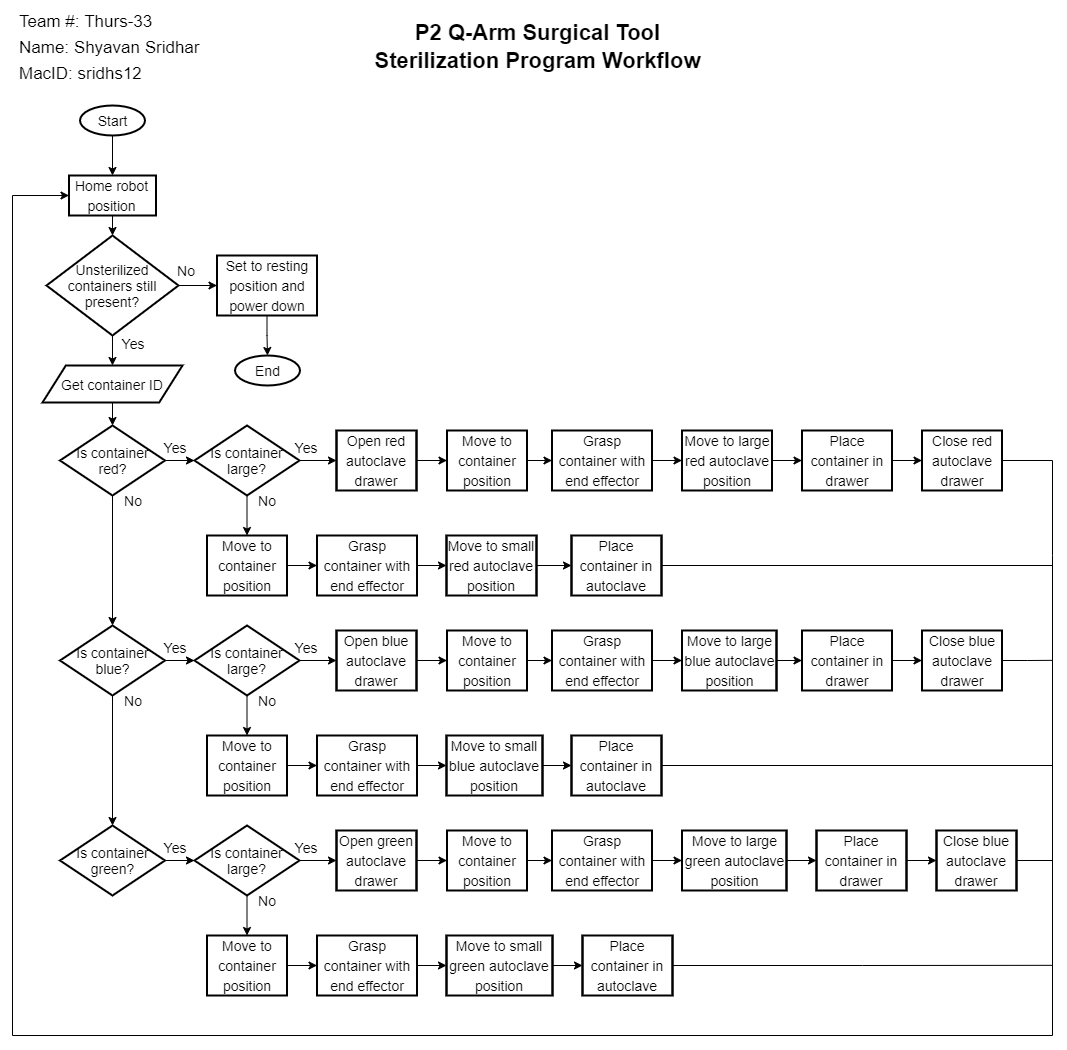 Team #: Thurs-33
Name: Shyavan Sridhar
MacID: sridhs12
P2 Q-Arm Surgical Tool
Sterilization Program Workflow
Start
Home robot
position
Unsterilized
containers still
present?
No
Set to resting
position and
power down
Yes
End
Get container ID
Is container
red?
Yes
Is container
large?
Yes
Open red
autoclave
drawer
Move to
container
position
Grasp
container with
end effector
Move to large
red autoclave
position
Place
container in
drawer
Close red
autoclave
drawer
No
No
Move to
container
position
Grasp
container with
end effector
Move to small
red autoclave
position
Place
container in
autoclave
Is container
blue?
Yes
Is container
large?
Yes
Open blue
autoclave
drawer
Move to
container
position
Grasp
container with
end effector
Move to large
blue autoclave
position
Place
container in
drawer
Close blue
autoclave
drawer
No
No
Move to
container
position
Grasp
container with
end effector
Move to small
blue autoclave
position
Place
container in
autoclave
Is container
green?
Yes
Is container
large?
Yes
Open green
autoclave
drawer
Move to
container
position
Grasp
container with
end effector
Move to large
green autoclave
position
Place
container in
drawer
Close blue
autoclave
drawer
No
Move to
container
position
Grasp
container with
end effector
Move to small
green autoclave
position
Place
container in
autoclave